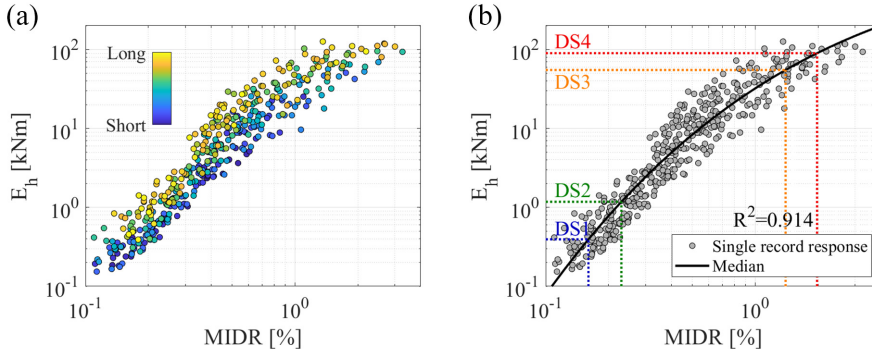 (a)
Long
Short
E_h [kNm]
10^2
10^1
10^0
10^-1
10^-1
10^0
MIDR [%]
(b)
DS4
DS3
DS2
DS1
E_h [kNm]
10^2
10^1
10^0
10^-1
10^-1
10^0
MIDR [%]
R^2=0.914
Single record response
Median